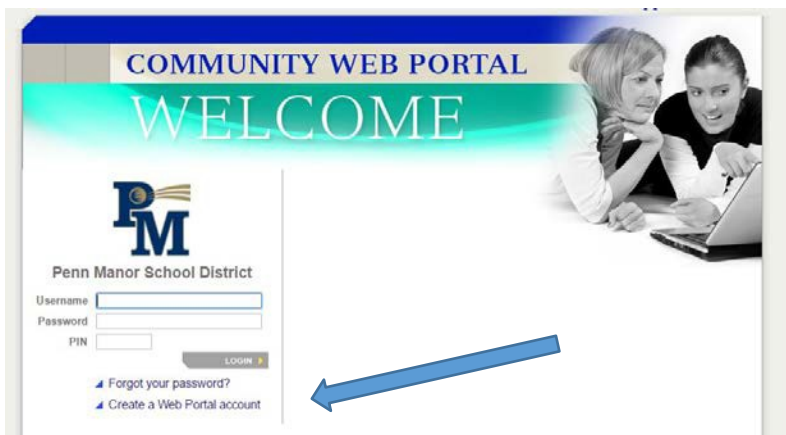 COMMUNITY WEB PORTAL
WELCOME
PM
Penn Manor School District
Username
Password
PIN
LOGIN
Forgot your password?
Create a Web Portal account